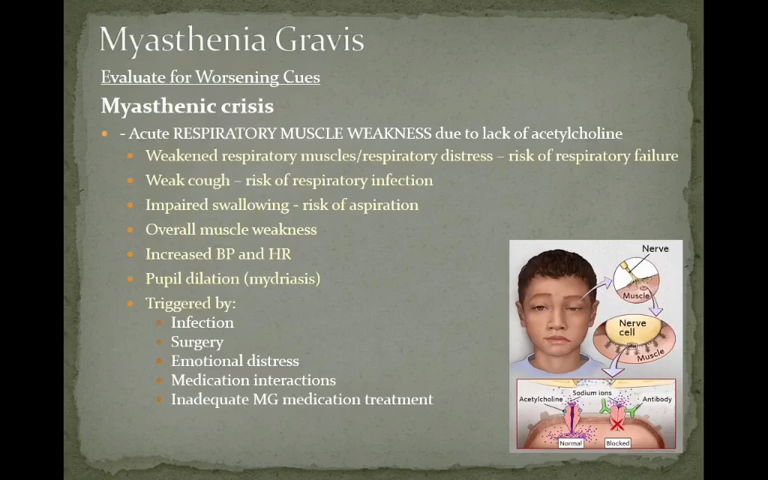 Myasthenia Gravis
Evaluate for Worsening Cues
Myasthenic crisis
- Acute RESPIRATORY MUSCLE WEAKNESS due to lack of acetylcholine
Weakened respiratory muscles/respiratory distress – risk of respiratory failure
Weak cough – risk of respiratory infection
Impaired swallowing - risk of aspiration
Overall muscle weakness
Increased BP and HR
Pupil dilation (mydriasis)
Triggered by:
Infection
Surgery
Emotional distress
Medication interactions
Inadequate MG medication treatment
Nerve
Muscle
Nerve
cell
Muscle
Sodium ions
Acetylcholine
Antibody
Normal
Blocked